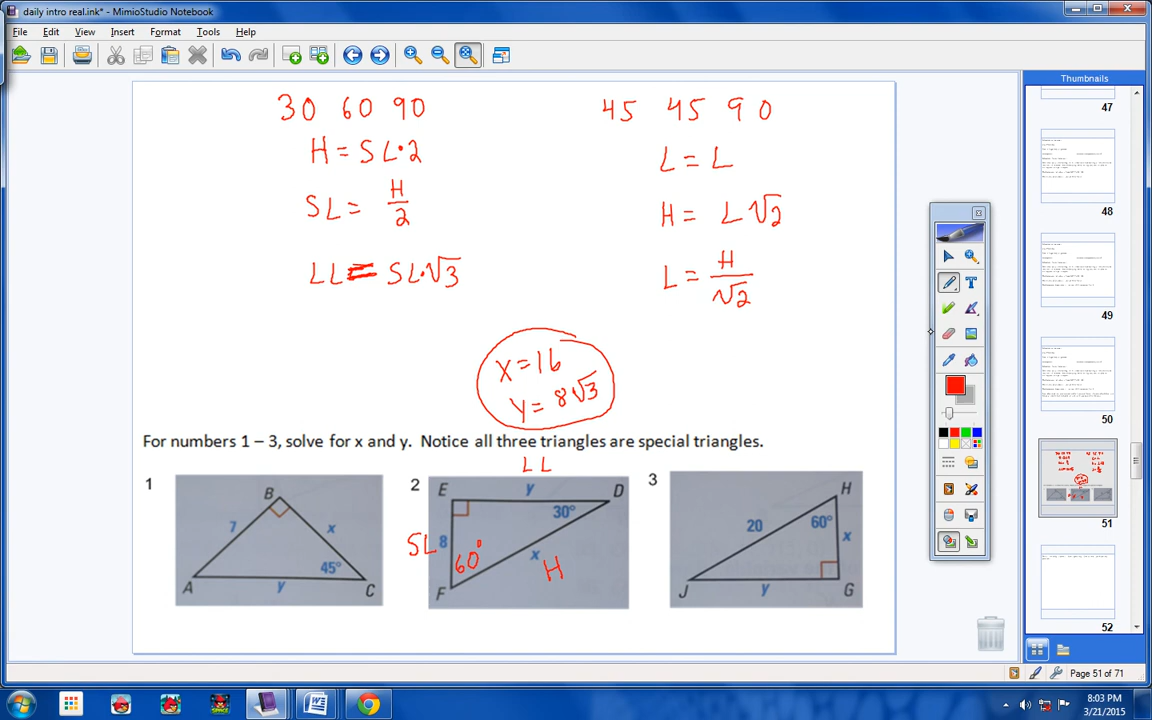 daily intro real.ink* - MimioStudio Notebook
File Edit View Insert Format Tools Help
Thumbnails
30 60 90
H = SL·2
SL = H/2
LL = SL·√3
45 45 90
L = L
H = L√2
L = H/√2
x=16
y= 8√3
For numbers 1 – 3, solve for x and y. Notice all three triangles are special triangles.
1
B
7
x
45°
A
y
C
2
LL
E
y
D
30°
SL
8
60°
x
H
F
3
H
20
60°
x
J
y
G
47
48
49
50
51
52
Page 51 of 71
8:03 PM
3/21/2015